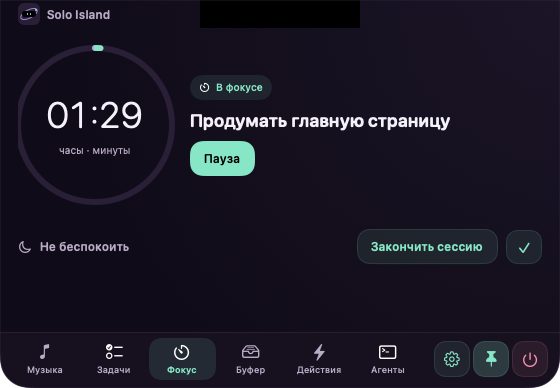 Solo Island
01:29
часы · минуты
В фокусе
Продумать главную страницу
Пауза
Не беспокоить
Закончить сессию
Музыка
Задачи
Фокус
Буфер
Действия
Агенты